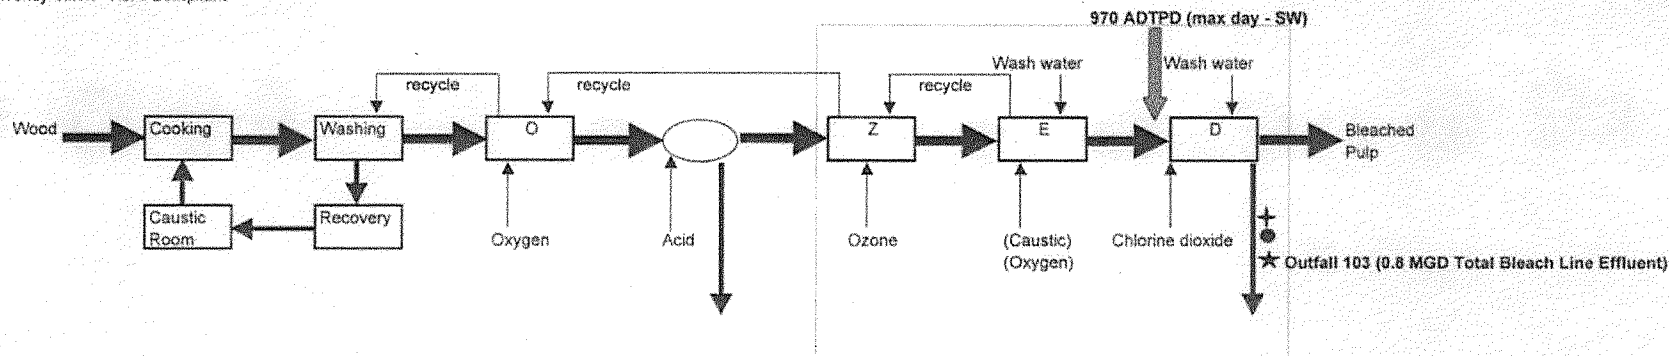 970 ADTPD (max day - SW)
Wash water
Wash water
recycle
recycle
recycle
Wood
Cooking
Washing
O
Z
E
D
Bleached
Pulp
Caustic
Room
Recovery
Oxygen
Acid
Ozone
(Caustic)
(Oxygen)
Chlorine dioxide
Outfall 103 (0.8 MGD Total Bleach Line Effluent)